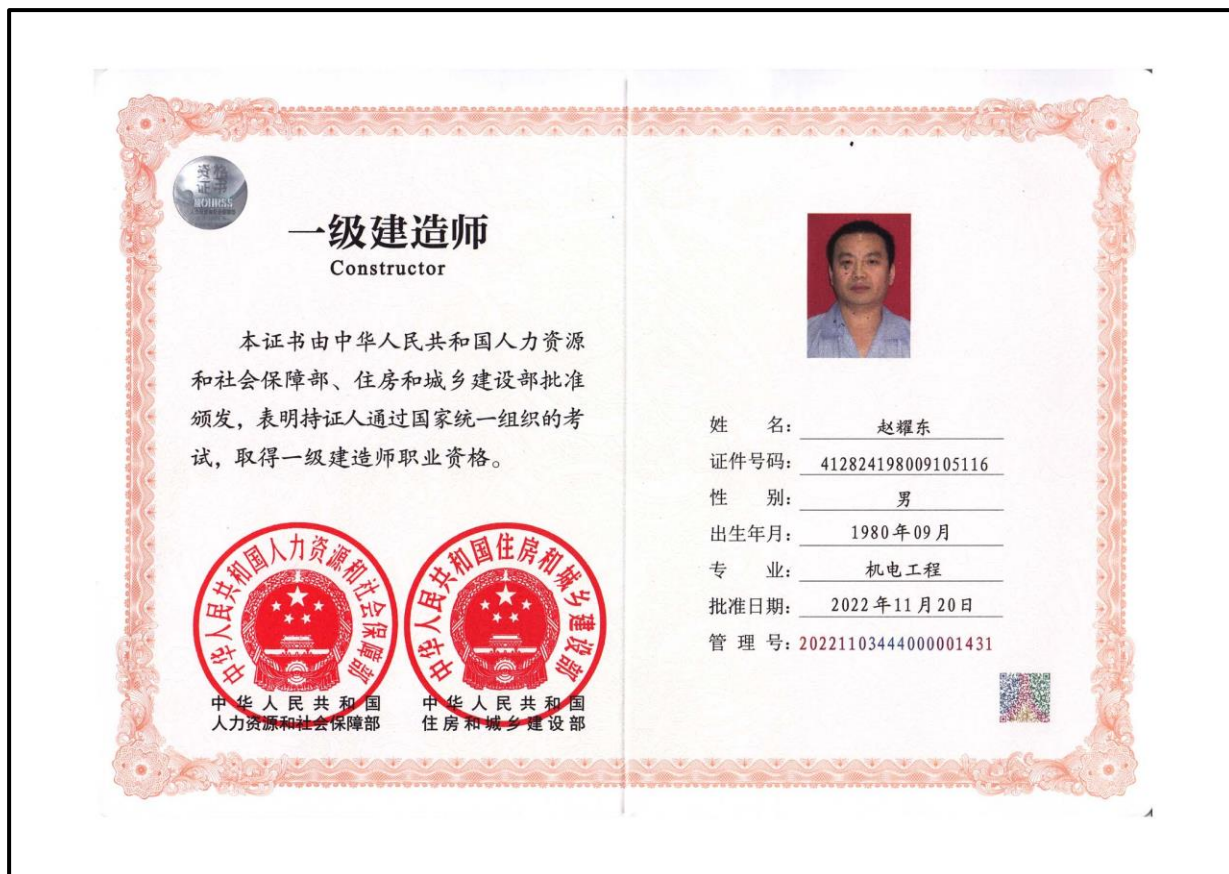 资格
证书
MOHRSS
一级建造师
Constructor
本证书由中华人民共和国人力资源
和社会保障部、住房和城乡建设部批准
颁发，表明持证人通过国家统一组织的考
试，取得一级建造师职业资格。
中华人民共和国人力资源和社会保障部
中华人民共和国
人力资源和社会保障部
中华人民共和国住房和城乡建设部
中华人民共和国
住房和城乡建设部
姓 名：赵耀东
证件号码：412824198009105116
性 别：男
出生年月：1980年09月
专 业：机电工程
批准日期：2022年11月20日
管 理 号：20221103444000001431